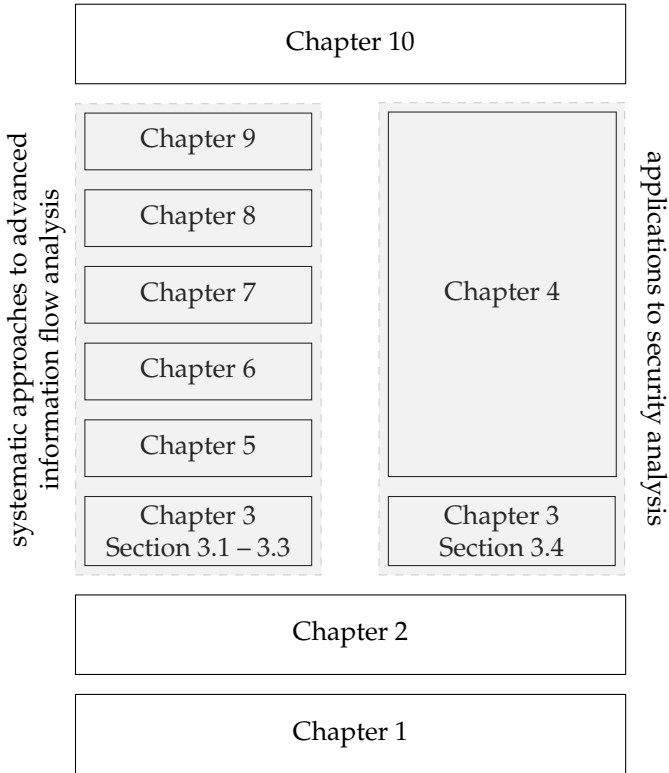 Chapter 10
systematic approaches to advanced
information flow analysis
Chapter 9
Chapter 8
Chapter 7
Chapter 6
Chapter 5
Chapter 3
Section 3.1 – 3.3
Chapter 4
Chapter 3
Section 3.4
applications to security analysis
Chapter 2
Chapter 1